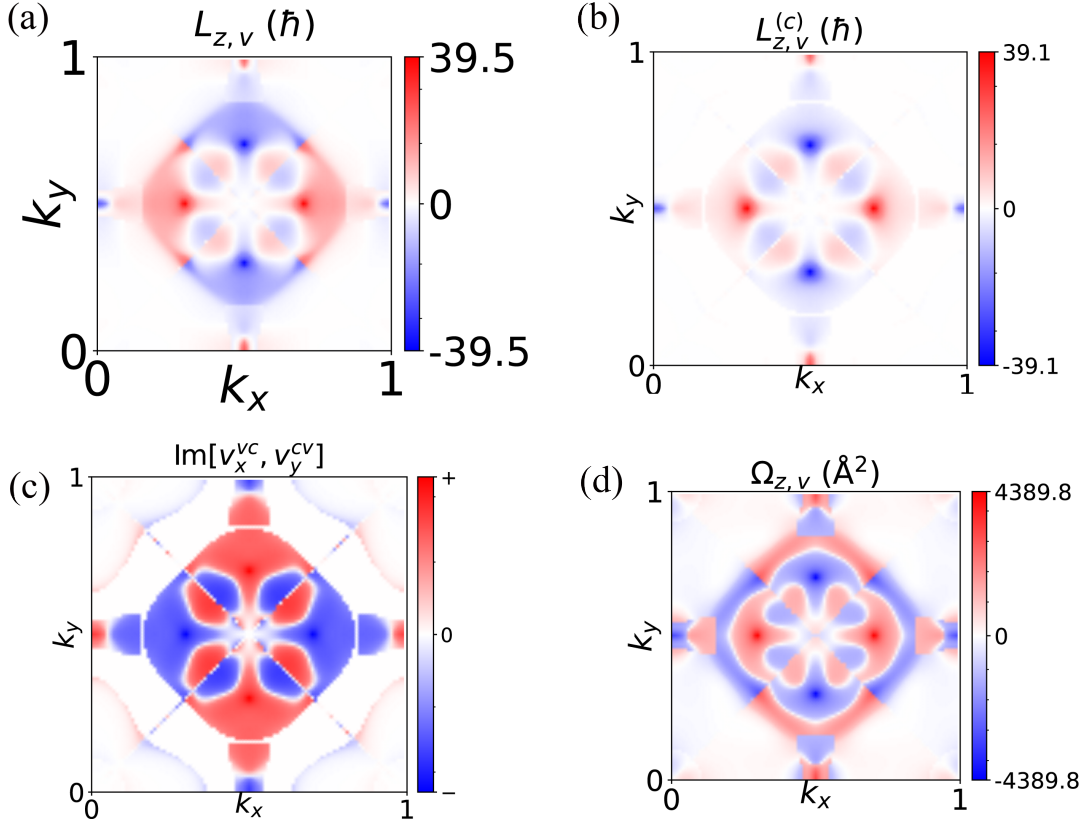 (a)
L_{z, v} (ħ)
1
k_y
0
0
k_x
1
39.5
0
-39.5
(b)
L_{z, v}^{(c)} (ħ)
1
k_y
0
0
k_x
1
39.1
0
-39.1
(c)
Im[v_x^{vc}, v_y^{cv}]
1
k_y
0
0
k_x
1
+
0
−
(d)
Ω_{z, v} (Å²)
1
k_y
0
0
k_x
1
4389.8
0
-4389.8